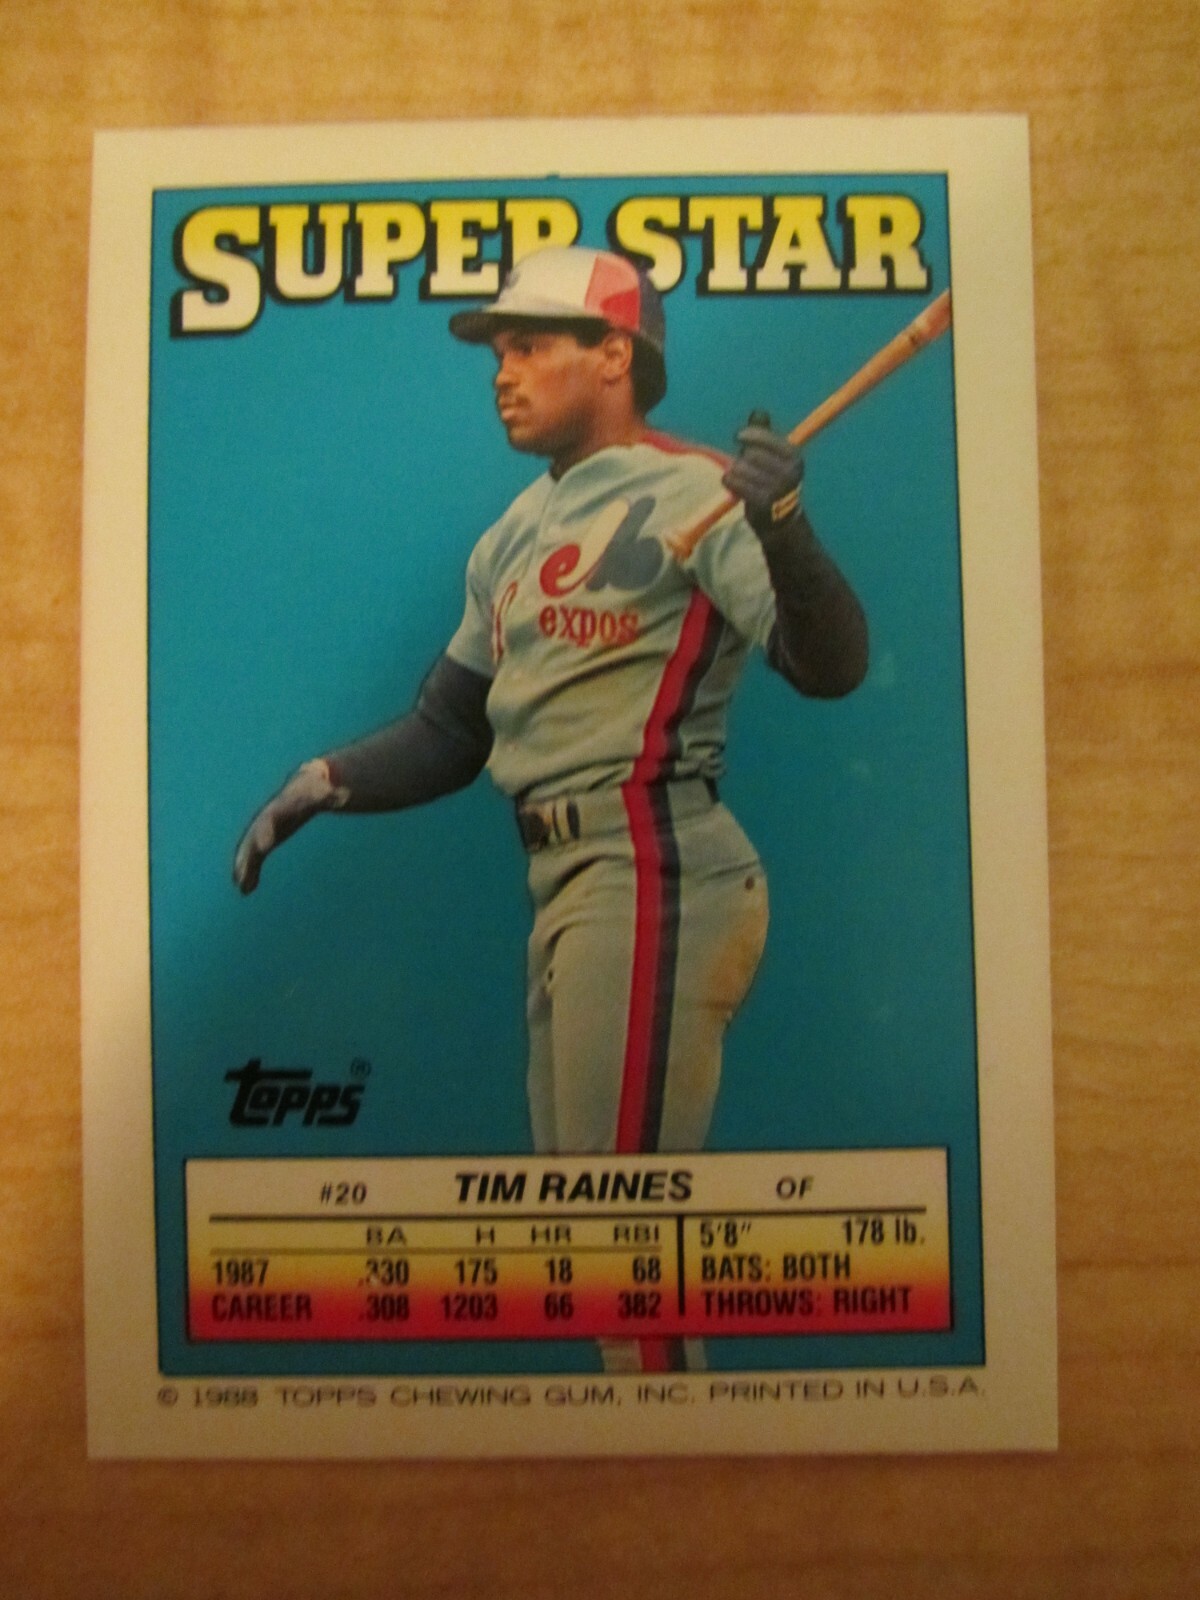 SUPER STAR
expos
Topps®
#20 TIM RAINES OF
BA H HR RBI 5'8" 178 lb.
1987 .330 175 18 68 BATS: BOTH
CAREER .308 1203 66 382 THROWS: RIGHT
© 1988 TOPPS CHEWING GUM, INC. PRINTED IN U.S.A.